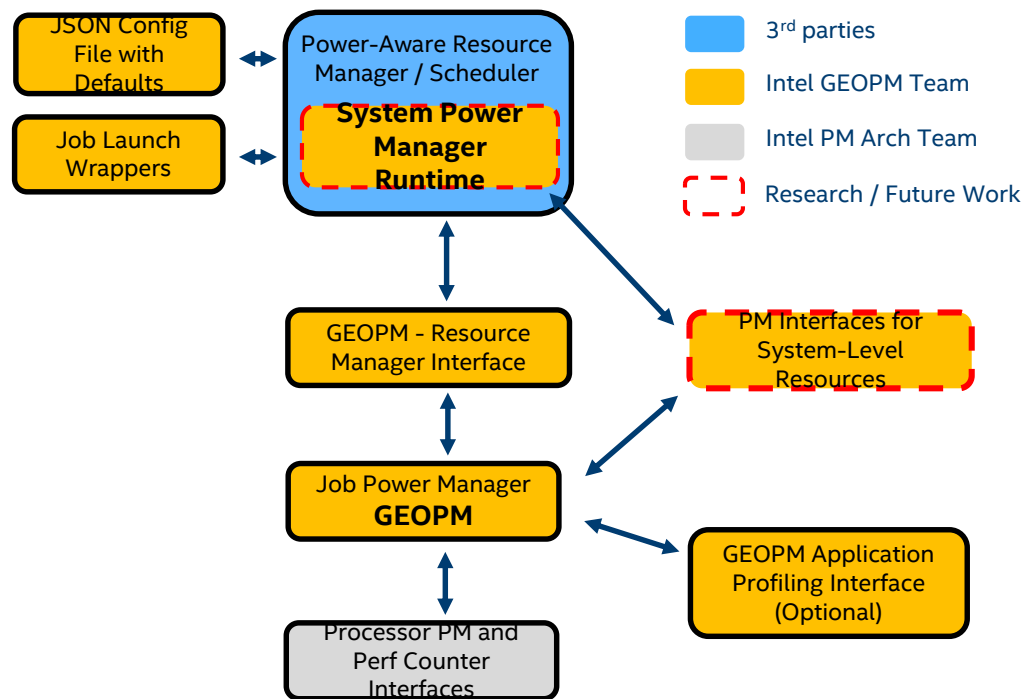 JSON Config
File with
Defaults
Job Launch
Wrappers
Power-Aware Resource
Manager / Scheduler
System Power
Manager
Runtime
3rd parties
Intel GEOPM Team
Intel PM Arch Team
Research / Future Work
GEOPM - Resource
Manager Interface
PM Interfaces for
System-Level
Resources
Job Power Manager
GEOPM
GEOPM Application
Profiling Interface
(Optional)
Processor PM and
Perf Counter
Interfaces